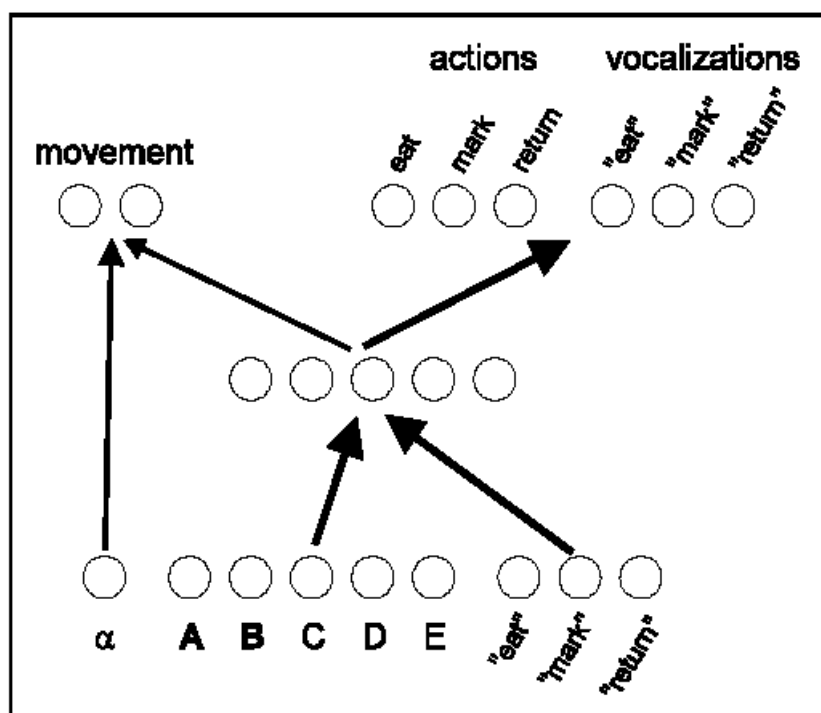 actions vocalizations
eat mark return "eat" "mark" "return"
movement
α A B C D E "eat" "mark" "return"